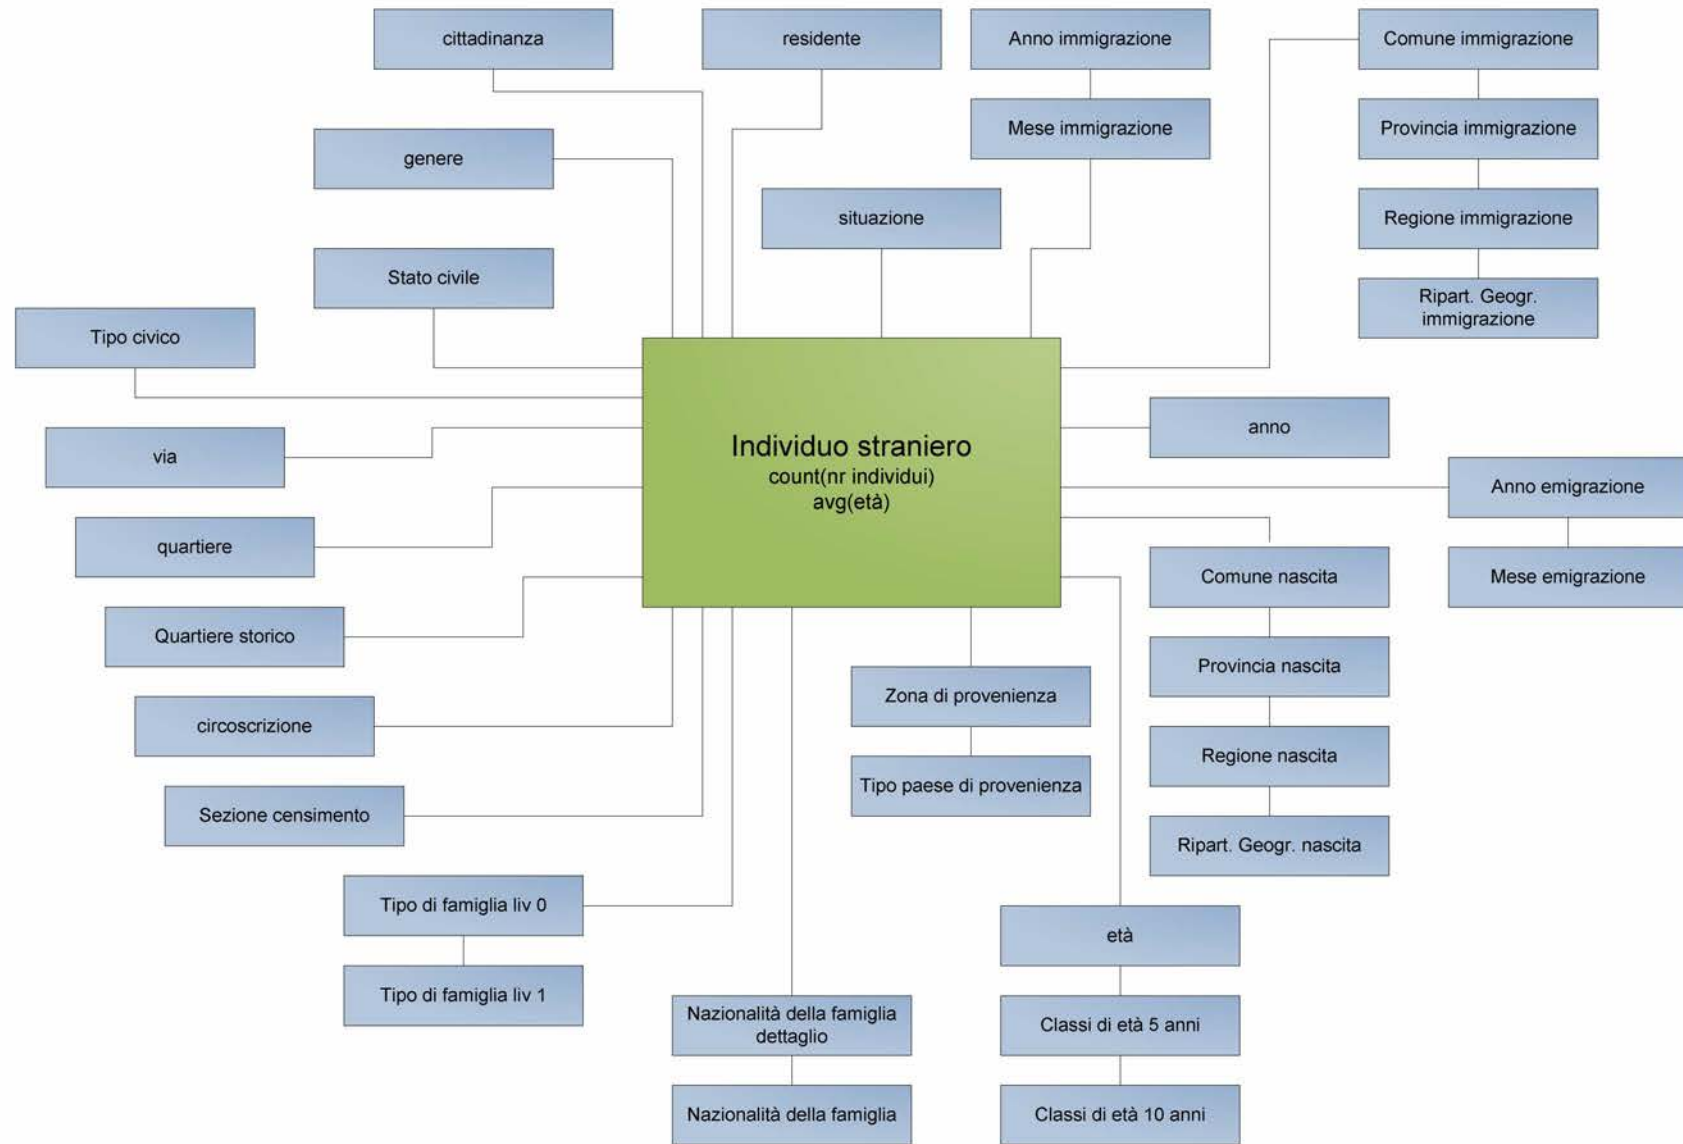 cittadinanza
residente
Anno immigrazione
Comune immigrazione
Mese immigrazione
Provincia immigrazione
genere
situazione
Regione immigrazione
Stato civile
Ripart. Geogr.
immigrazione
Tipo civico
Individuo straniero
count(nr individui)
avg(età)
anno
via
Anno emigrazione
quartiere
Comune nascita
Mese emigrazione
Quartiere storico
Zona di provenienza
Provincia nascita
circoscrizione
Tipo paese di provenienza
Regione nascita
Sezione censimento
Ripart. Geogr. nascita
Tipo di famiglia liv 0
età
Tipo di famiglia liv 1
Nazionalità della famiglia
dettaglio
Classi di età 5 anni
Nazionalità della famiglia
Classi di età 10 anni